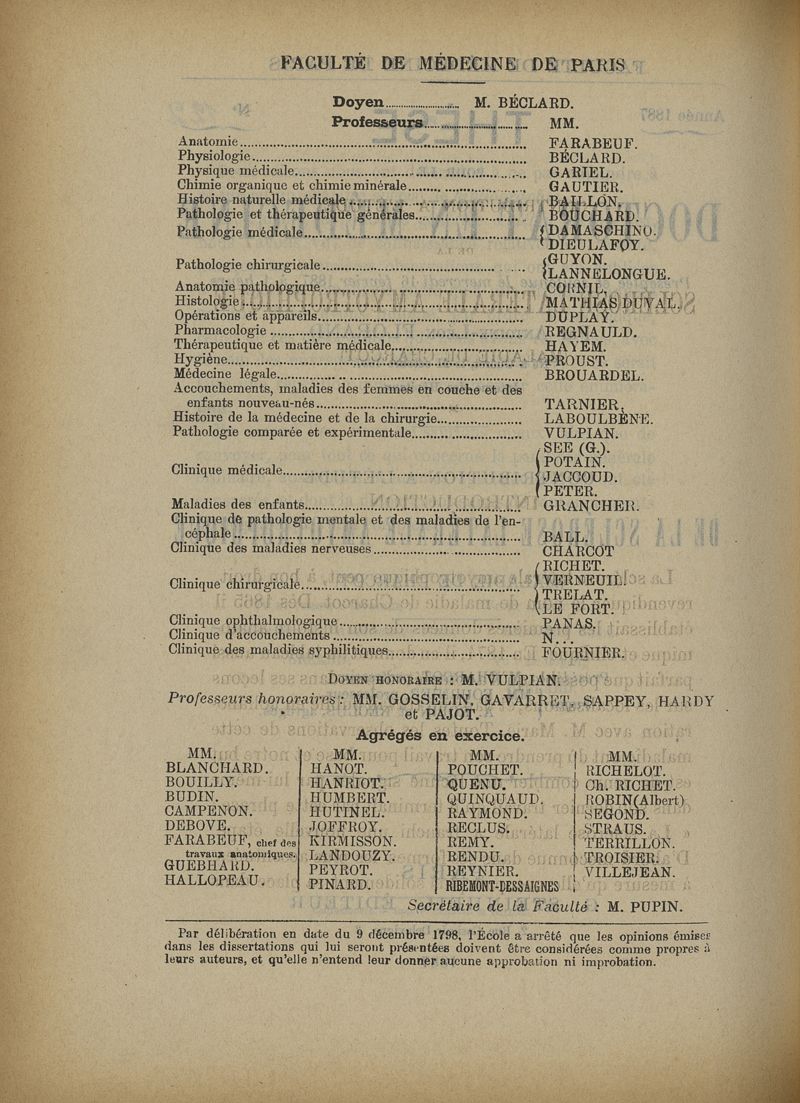 FACULTÉ DE MÉDECINE DE PARIS
Doyen.......................... M. BÉCLARD.
Professeurs.......................... MM.
Anatomie.......................... FARABEUF.
Physiologie.......................... BÉCLARD.
Physique médicale.......................... GARIEL.
Chimie organique et chimie minérale.......................... GAUTIER.
Histoire naturelle médicale.......................... BAILLON.
Pathologie et thérapeutique générales.......................... BOUCHARD.
Pathologie médicale.......................... { DAMASCHINO.
DIEULAFOY.
Pathologie chirurgicale.......................... { GUYON.
LANNELONGUE.
Anatomie pathologique.......................... CORNIL.
Histologie.......................... MATHIAS DUVAL.
Opérations et appareils.......................... DUPLAY.
Pharmacologie.......................... REGNAULD.
Thérapeutique et matière médicale.......................... HAYEM.
Hygiène.......................... PROUST.
Médecine légale.......................... BROUARDEL.
Accouchements, maladies des femmes en couche et des
enfants nouveau-nés.......................... TARNIER.
Histoire de la médecine et de la chirurgie.......................... LABOULBÈNE.
Pathologie comparée et expérimentale.......................... VULPIAN.
Clinique médicale.......................... { SEE (G.).
POTAIN.
JACCOUD.
PETER.
Maladies des enfants.......................... GRANCHER.
Clinique de pathologie mentale et des maladies de l'en-
céphale.......................... BALL.
Clinique des maladies nerveuses.......................... CHARCOT
Clinique chirurgicale.......................... { RICHET.
VERNEUIL.
TRELAT.
LE FORT.
Clinique ophthalmologique.......................... PANAS.
Clinique d'accouchements.......................... N...
Clinique des maladies syphilitiques.......................... FOURNIER.
DOYEN HONORAIRE : M. VULPIAN.
Professeurs honoraires : MM. GOSSELIN, GAVARRET, SAPPEY, HARDY
et PAJOT.
Agrégés en exercice.
MM.
BLANCHARD.
BOUILLY.
BUDIN.
CAMPENON.
DEBOVE.
FARABEUF, chef des
travaux anatomiques.
GUEBHARD.
HALLOPEAU.
MM.
HANOT.
HANRIOT.
HUMBERT.
HUTINEL.
JOFFROY.
KIRMISSON.
LANDOUZY.
PEYROT.
PINARD.
MM.
POUCHET.
QUENU.
QUINQUAUD.
RAYMOND.
RECLUS.
REMY.
RENDU.
REYNIER.
RIBEMONT-DESSAIGNES
MM.
RICHELOT.
Ch. RICHET.
ROBIN (Albert)
SEGOND.
STRAUS.
TERRILLON.
TROISIER.
VILLEJEAN.
Secrétaire de la Faculté : M. PUPIN.
Par délibération en date du 9 décembre 1798, l'École a arrêté que les opinions émises
dans les dissertations qui lui seront présentées doivent être considérées comme propres à
leurs auteurs, et qu'elle n'entend leur donner aucune approbation ni improbation.